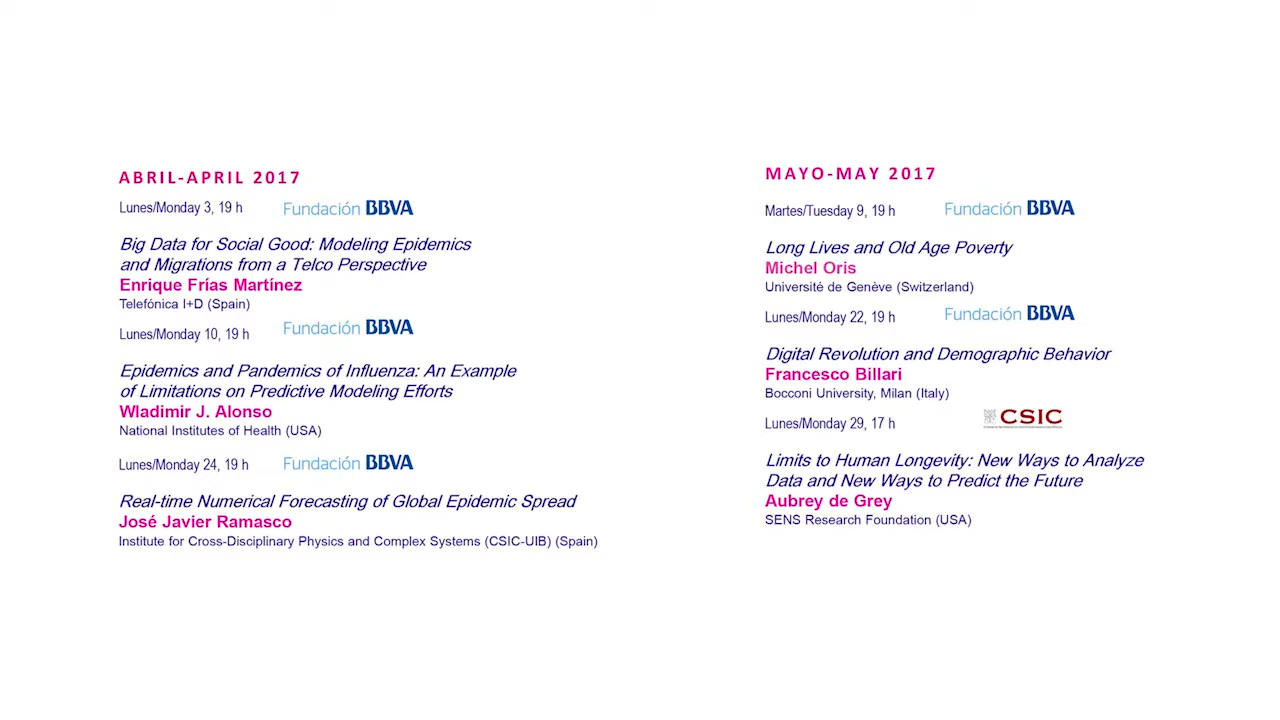 ABRIL-APRIL 2017
Lunes/Monday 3, 19 h
Fundación BBVA
Big Data for Social Good: Modeling Epidemics
and Migrations from a Telco Perspective
Enrique Frías Martínez
Telefónica I+D (Spain)
Lunes/Monday 10, 19 h
Fundación BBVA
Epidemics and Pandemics of Influenza: An Example
of Limitations on Predictive Modeling Efforts
Wladimir J. Alonso
National Institutes of Health (USA)
Lunes/Monday 24, 19 h
Fundación BBVA
Real-time Numerical Forecasting of Global Epidemic Spread
José Javier Ramasco
Institute for Cross-Disciplinary Physics and Complex Systems (CSIC-UIB) (Spain)
MAYO-MAY 2017
Martes/Tuesday 9, 19 h
Fundación BBVA
Long Lives and Old Age Poverty
Michel Oris
Université de Genève (Switzerland)
Lunes/Monday 22, 19 h
Fundación BBVA
Digital Revolution and Demographic Behavior
Francesco Billari
Bocconi University, Milan (Italy)
Lunes/Monday 29, 17 h
CSIC
Limits to Human Longevity: New Ways to Analyze
Data and New Ways to Predict the Future
Aubrey de Grey
SENS Research Foundation (USA)